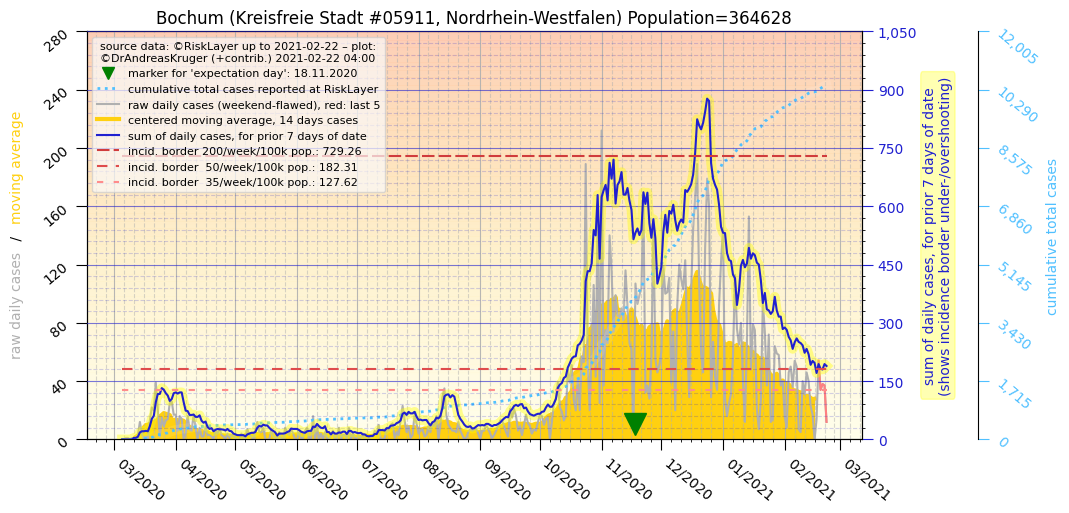 Bochum (Kreisfreie Stadt #05911, Nordrhein-Westfalen) Population=364628
source data: ©RiskLayer up to 2021-02-22 – plot:
©DrAndreasKruger (+contrib.) 2021-02-22 04:00
marker for 'expectation day': 18.11.2020
cumulative total cases reported at RiskLayer
raw daily cases (weekend-flawed), red: last 5
centered moving average, 14 days cases
sum of daily cases, for prior 7 days of date
incid. border 200/week/100k pop.: 729.26
incid. border  50/week/100k pop.: 182.31
incid. border  35/week/100k pop.: 127.62
raw daily cases / moving average
280
240
200
160
120
80
40
0
03/2020
04/2020
05/2020
06/2020
07/2020
08/2020
09/2020
10/2020
11/2020
12/2020
01/2021
02/2021
03/2021
1,050
900
750
600
450
300
150
0
sum of daily cases, for prior 7 days of date
(shows incidence border under-/overshooting)
12,005
10,290
8,575
6,860
5,145
3,430
1,715
0
cumulative total cases